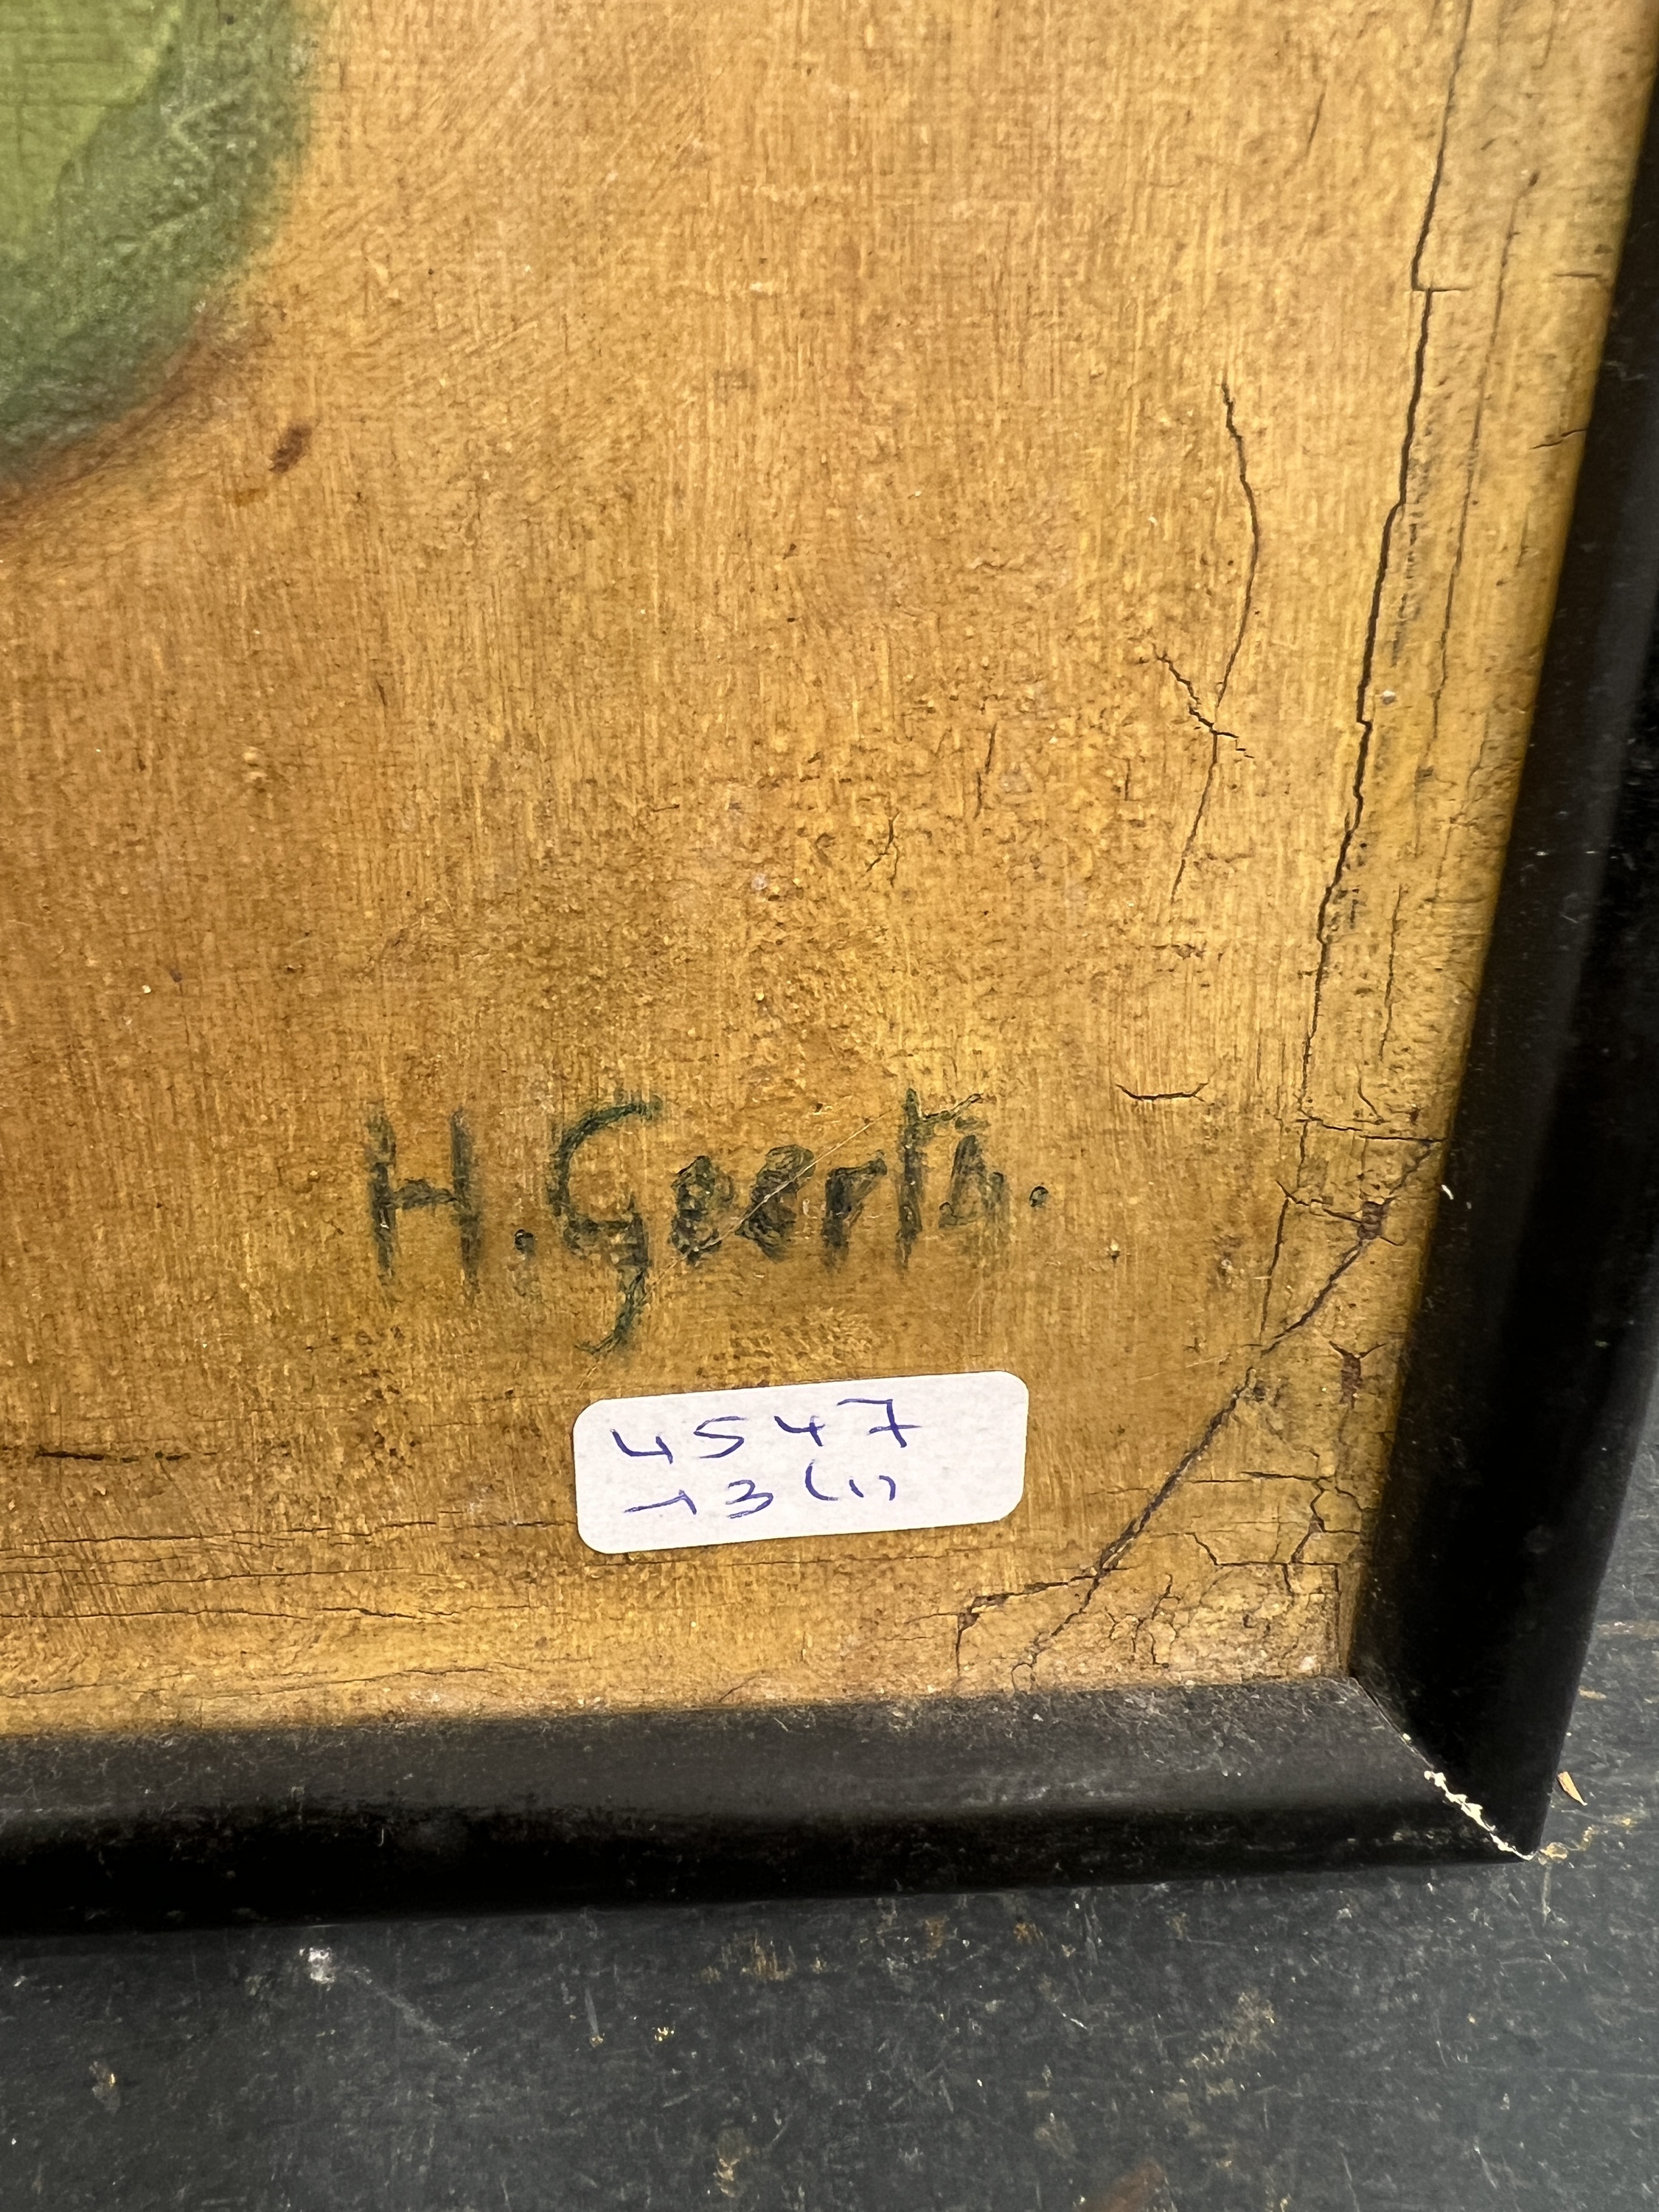 H. Geerts.
4547
-13 (1)